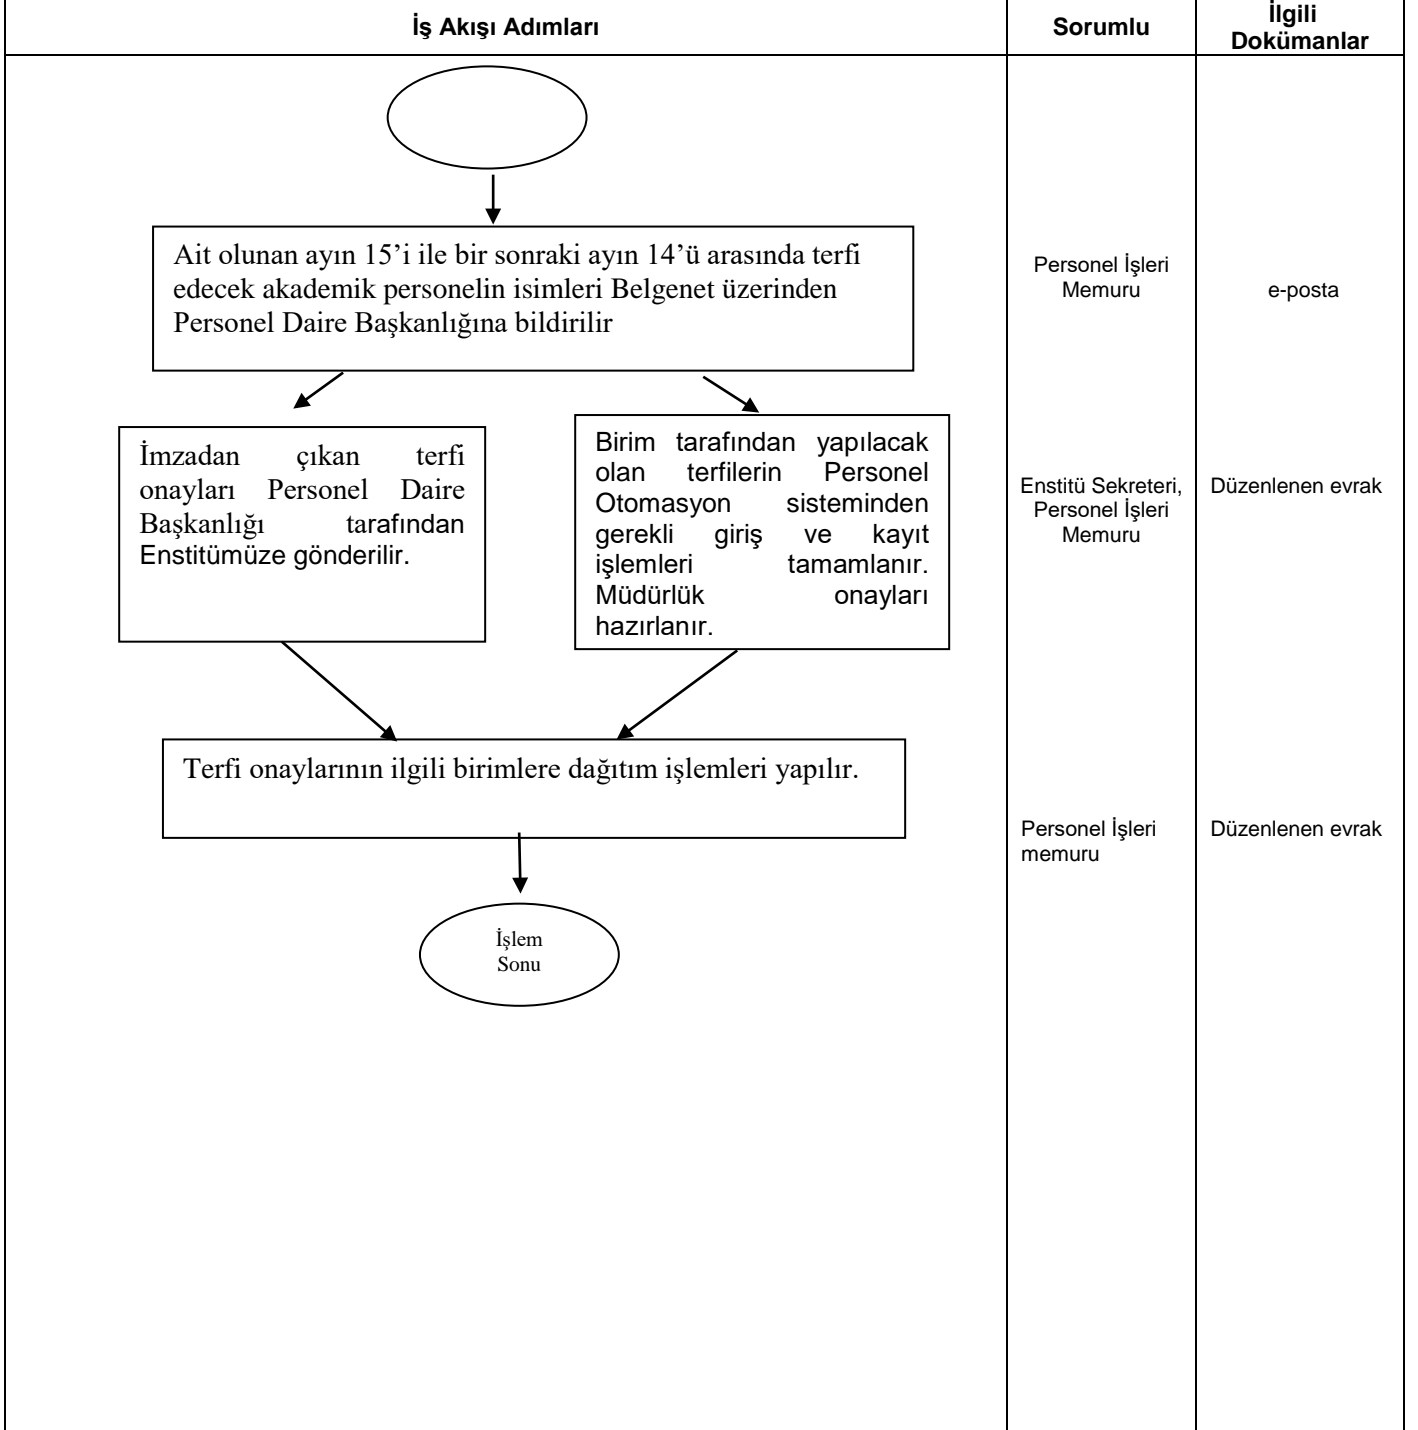 İş Akışı Adımları
Sorumlu
İlgili
Dokümanlar
Ait olunan ayın 15’i ile bir sonraki ayın 14’ü arasında terfi
edecek akademik personelin isimleri Belgenet üzerinden
Personel Daire Başkanlığına bildirilir
Personel İşleri
Memuru
e-posta
İmzadan çıkan terfi
onayları Personel Daire
Başkanlığı tarafından
Enstitümüze gönderilir.
Birim tarafından yapılacak
olan terfilerin Personel
Otomasyon sisteminden
gerekli giriş ve kayıt
işlemleri tamamlanır.
Müdürlük onayları
hazırlanır.
Enstitü Sekreteri,
Personel İşleri
Memuru
Düzenlenen evrak
Terfi onaylarının ilgili birimlere dağıtım işlemleri yapılır.
Personel İşleri
memuru
Düzenlenen evrak
İşlem
Sonu